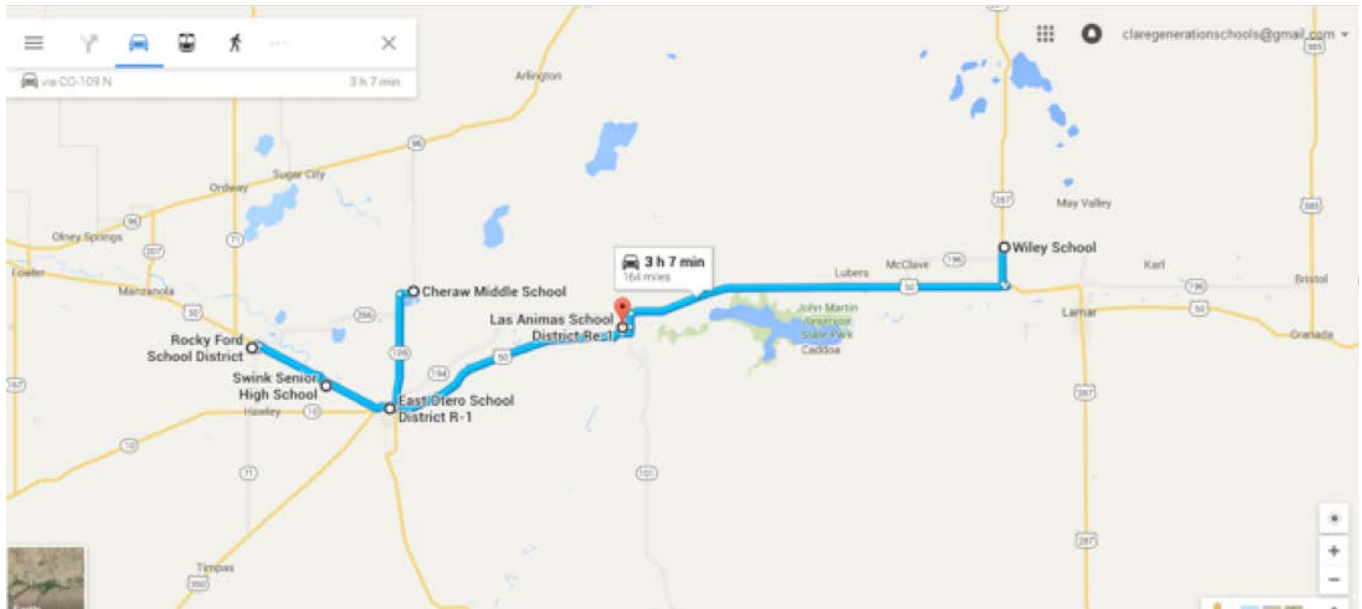 via CO-109 N
3 h 7 min
claregenerationschools@gmail.com
385
Arlington
96
96
Sugar City
Ordway
96
Olney Springs
207
71
Fowler
Manzanola
50
266
Cheraw Middle School
3 h 7 min
164 miles
287
May Valley
385
Wiley School
196
McClave
Lubers
Karl
196
Bristol
50
Lamar
50
Granada
John Martin
Reservoir
State Park
Caddoa
Las Animas School
District Re-1
Rocky Ford
School District
109
50
194
Swink Senior
High School
East Otero School
District R-1
Hawley
10
167
10
71
101
287
287
Timpas
350